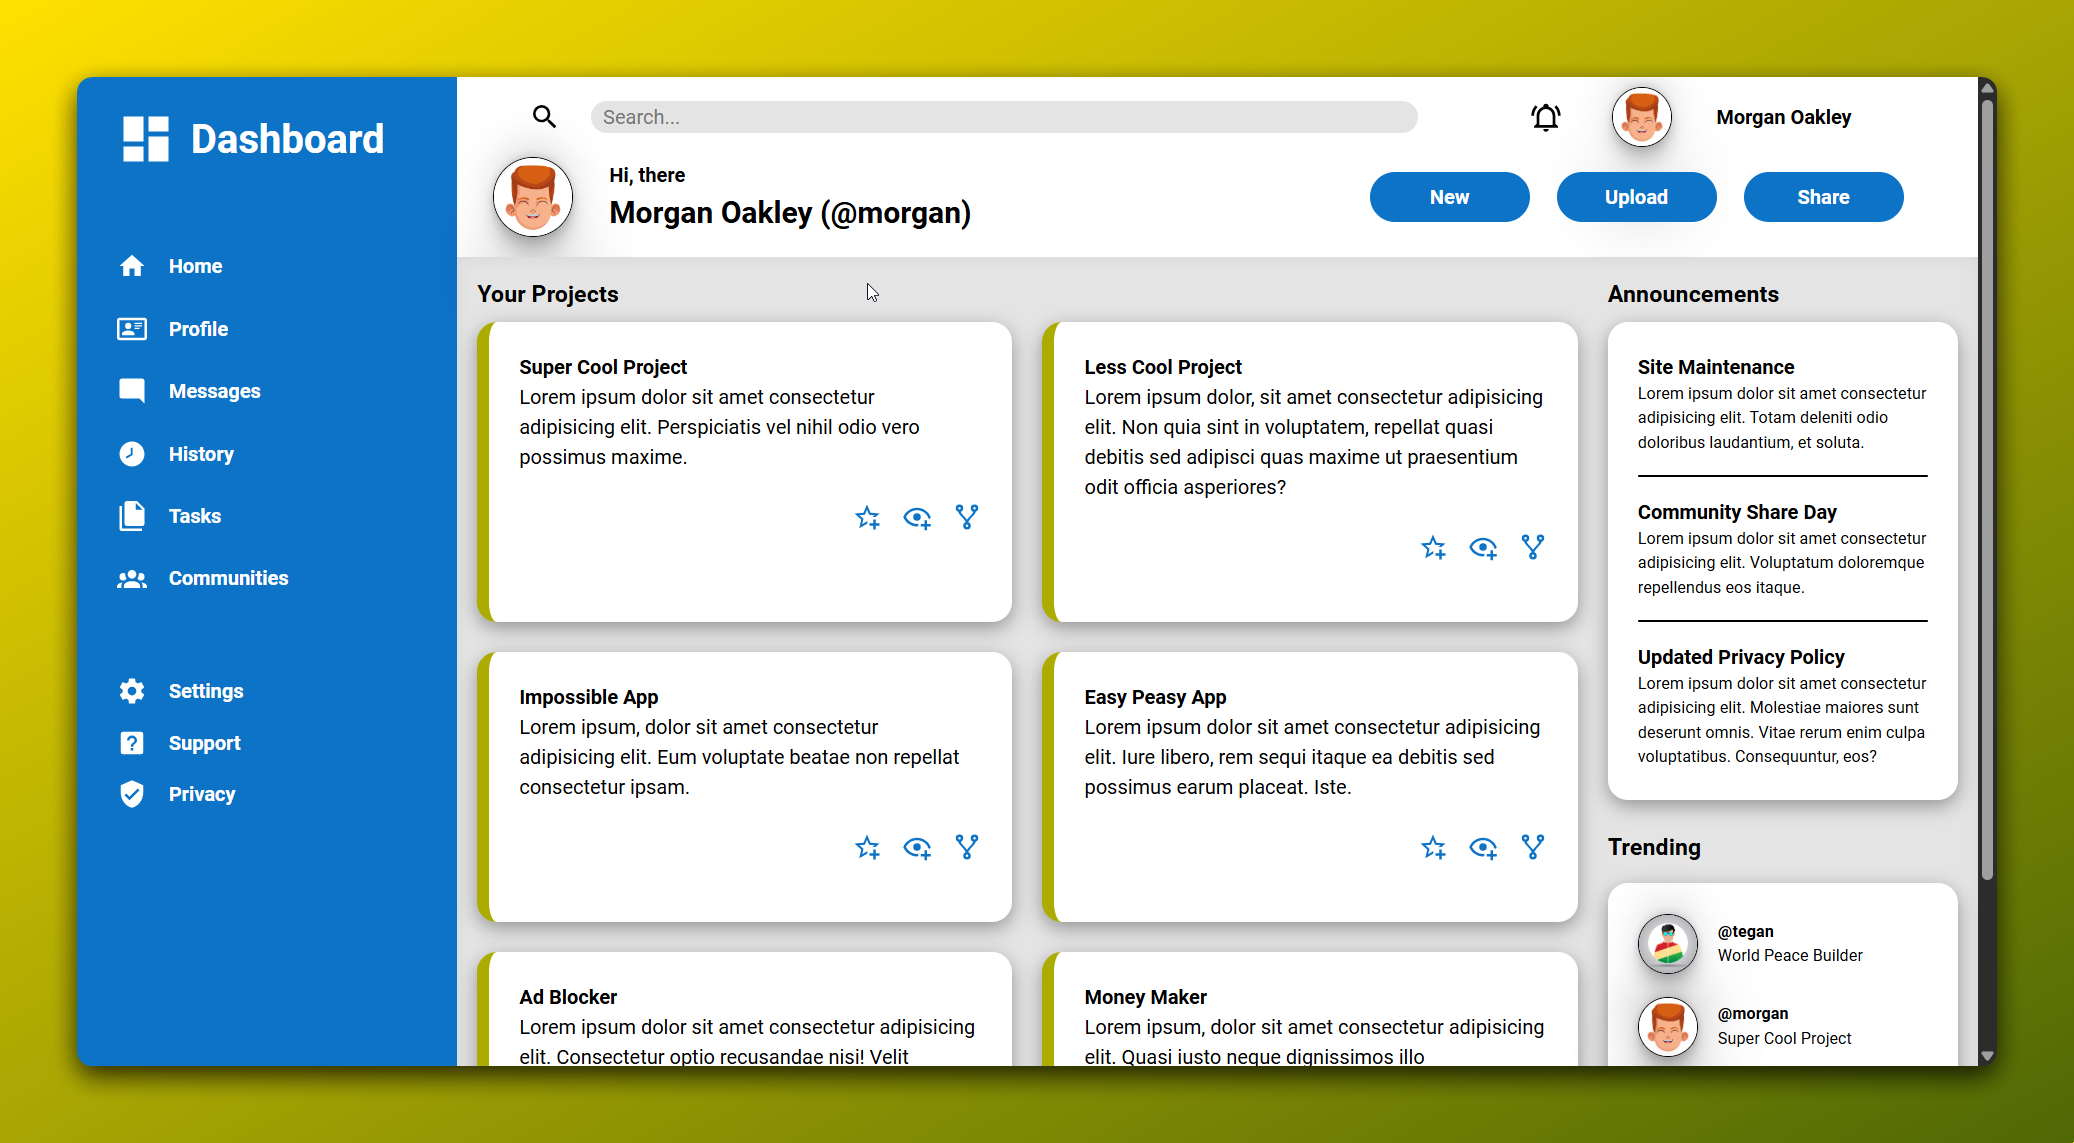 Dashboard
Home
Profile
Messages
History
Tasks
Communities
Settings
Support
Privacy
Search...
Morgan Oakley
Hi, there
Morgan Oakley (@morgan)
New
Upload
Share
Your Projects
Super Cool Project
Lorem ipsum dolor sit amet consectetur
adipisicing elit. Perspiciatis vel nihil odio vero
possimus maxime.
Less Cool Project
Lorem ipsum dolor, sit amet consectetur adipisicing
elit. Non quia sint in voluptatem, repellat quasi
debitis sed adipisci quas maxime ut praesentium
odit officia asperiores?
Impossible App
Lorem ipsum, dolor sit amet consectetur
adipisicing elit. Eum voluptate beatae non repellat
consectetur ipsam.
Easy Peasy App
Lorem ipsum dolor sit amet consectetur adipisicing
elit. Iure libero, rem sequi itaque ea debitis sed
possimus earum placeat. Iste.
Ad Blocker
Lorem ipsum dolor sit amet consectetur adipisicing
elit. Consectetur optio recusandae nisi! Velit
Money Maker
Lorem ipsum, dolor sit amet consectetur adipisicing
elit. Quasi iusto neque dignissimos illo
Announcements
Site Maintenance
Lorem ipsum dolor sit amet consectetur
adipisicing elit. Totam deleniti odio
doloribus laudantium, et soluta.
Community Share Day
Lorem ipsum dolor sit amet consectetur
adipisicing elit. Voluptatum doloremque
repellendus eos itaque.
Updated Privacy Policy
Lorem ipsum dolor sit amet consectetur
adipisicing elit. Molestiae maiores sunt
deserunt omnis. Vitae rerum enim culpa
voluptatibus. Consequuntur, eos?
Trending
@tegan
World Peace Builder
@morgan
Super Cool Project